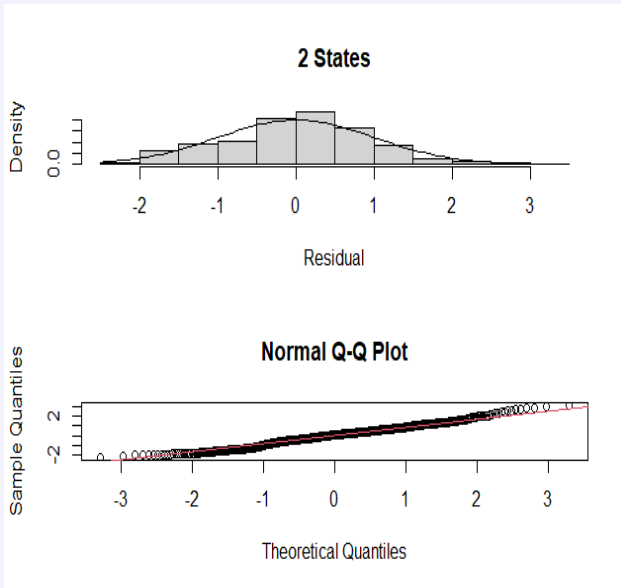 2 States
Density
0.0
-2 -1 0 1 2 3
Residual
Normal Q-Q Plot
Sample Quantiles
2
-2
-3 -2 -1 0 1 2 3
Theoretical Quantiles